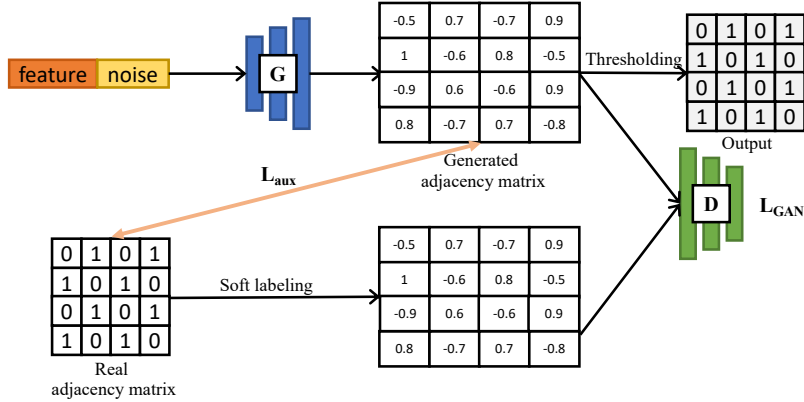 feature noise
G
-0.5 0.7 -0.7 0.9
1 -0.6 0.8 -0.5
-0.9 0.6 -0.6 0.9
0.8 -0.7 0.7 -0.8
Generated
adjacency matrix
Thresholding
0 1 0 1
1 0 1 0
0 1 0 1
1 0 1 0
Output
L_aux
D
L_GAN
0 1 0 1
1 0 1 0
0 1 0 1
1 0 1 0
Real
adjacency matrix
Soft labeling
-0.5 0.7 -0.7 0.9
1 -0.6 0.8 -0.5
-0.9 0.6 -0.6 0.9
0.8 -0.7 0.7 -0.8